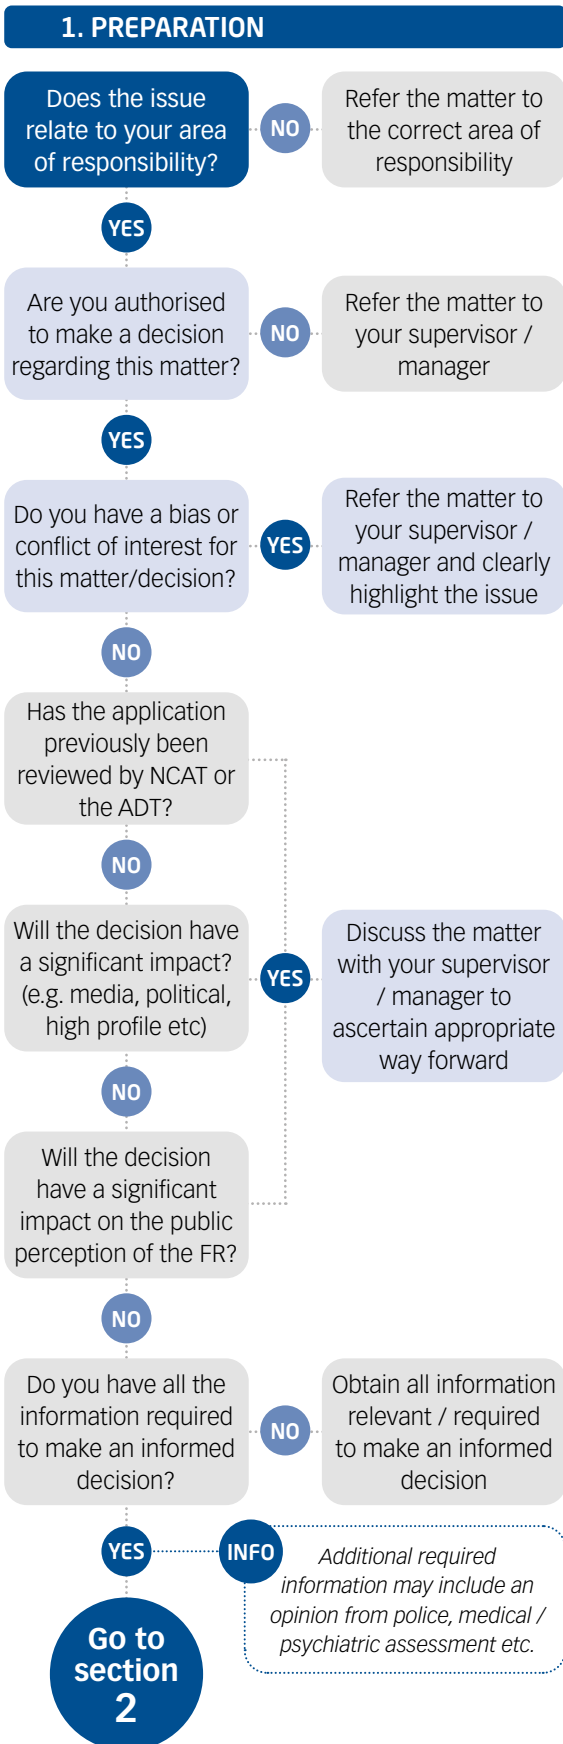 1. PREPARATION
Does the issue
relate to your area
of responsibility?
NO
Refer the matter to
the correct area of
responsibility
YES
Are you authorised
to make a decision
regarding this matter?
NO
Refer the matter to
your supervisor /
manager
YES
Do you have a bias or
conflict of interest for
this matter/decision?
YES
Refer the matter to
your supervisor /
manager and clearly
highlight the issue
NO
Has the application
previously been
reviewed by NCAT or
the ADT?
NO
Will the decision have
a significant impact?
(e.g. media, political,
high profile etc)
YES
Discuss the matter
with your supervisor
/ manager to
ascertain appropriate
way forward
NO
Will the decision
have a significant
impact on the public
perception of the FR?
NO
Do you have all the
information required
to make an informed
decision?
NO
Obtain all information
relevant / required
to make an informed
decision
YES
INFO
Additional required
information may include an
opinion from police, medical /
psychiatric assessment etc.
Go to
section
2